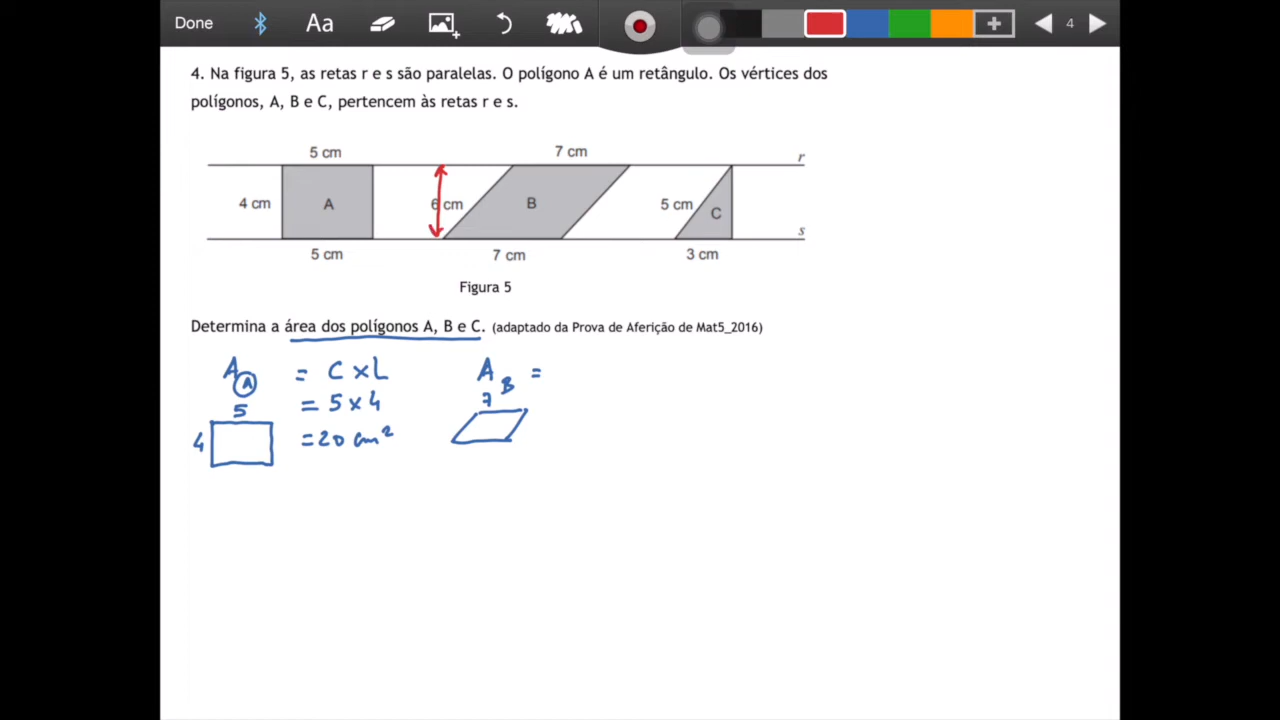 Done Aa 4
4. Na figura 5, as retas r e s são paralelas. O polígono A é um retângulo. Os vértices dos
polígonos, A, B e C, pertencem às retas r e s.
5 cm 7 cm r
4 cm A 6 cm B 5 cm C
s
5 cm 7 cm 3 cm
Figura 5
Determina a área dos polígonos A, B e C. (adaptado da Prova de Aferição de Mat5_2016)
A A = C x L A B =
5 = 5 x 4 7
4 = 20 cm²